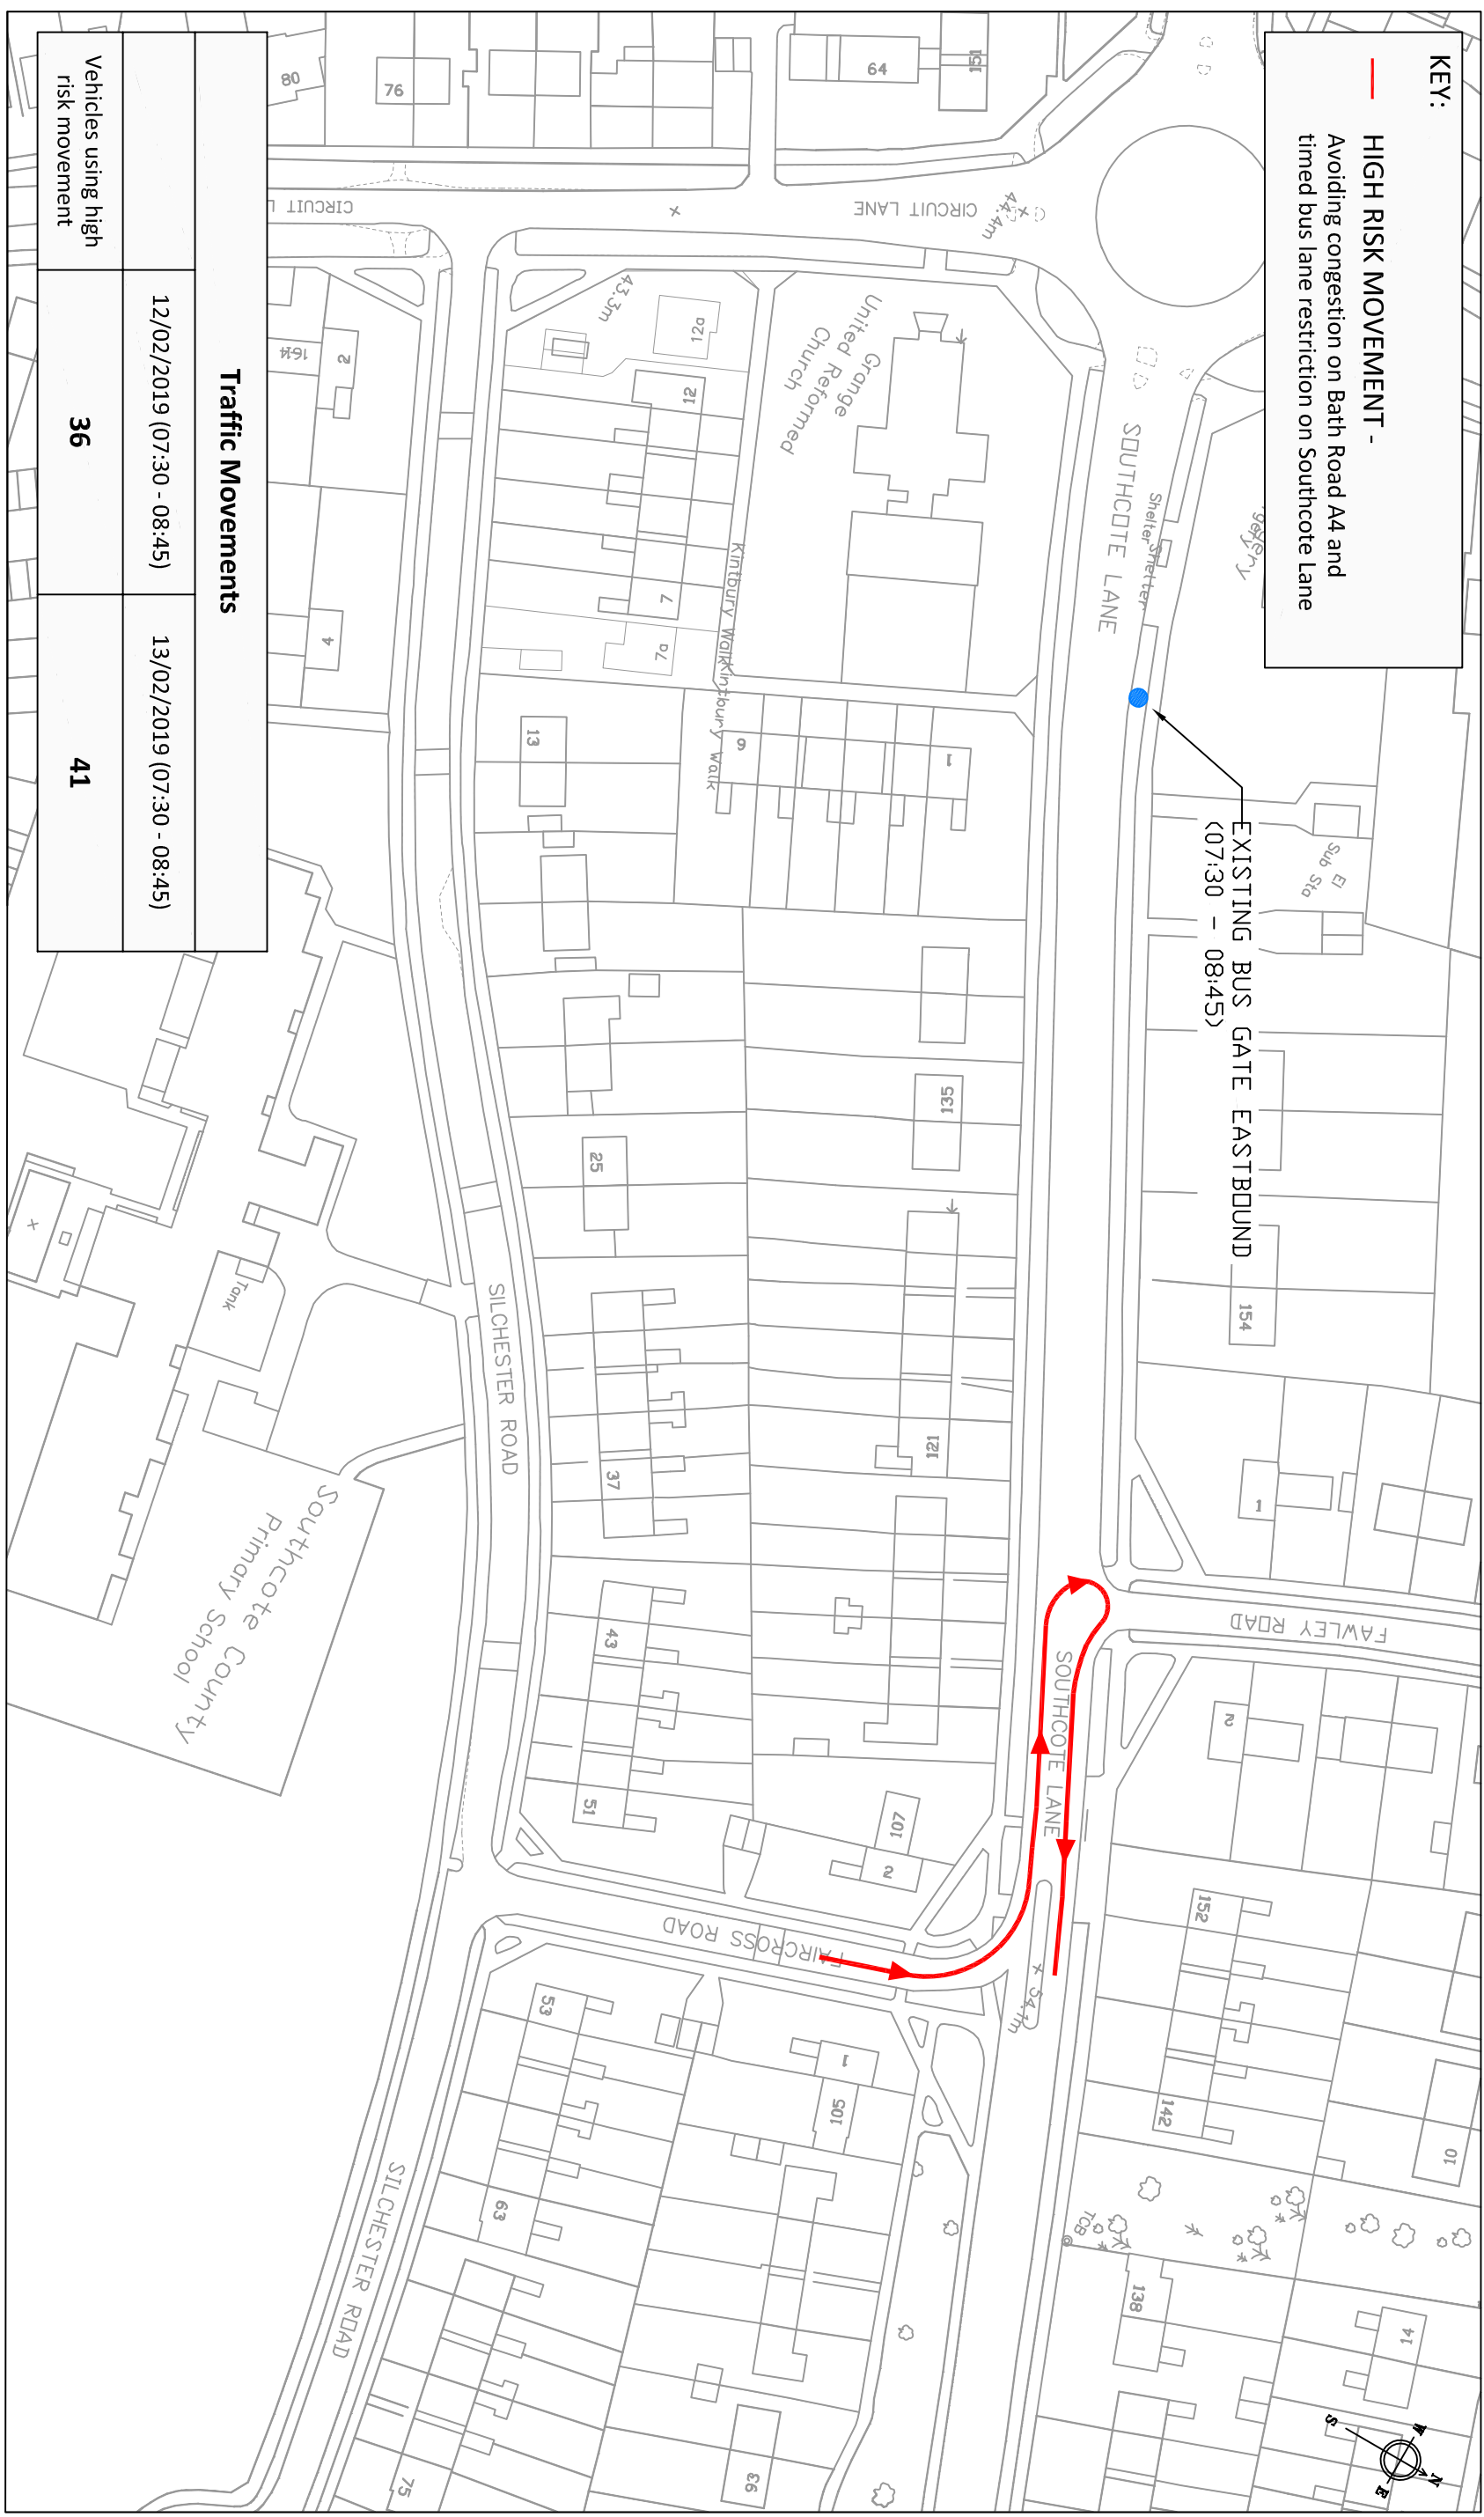 KEY:
HIGH RISK MOVEMENT -
Avoiding congestion on Bath Road A4 and
timed bus lane restriction on Southcote Lane
EXISTING BUS GATE EASTBOUND
(07:30 - 08:45)
Traffic Movements
12/02/2019 (07:30 - 08:45)
13/02/2019 (07:30 - 08:45)
Vehicles using high
risk movement
36
41
151
64
76
80
CIRCUIT LANE
44.4m
CIRCUIT L
43.3m
Grange
United Reformed
Church
SOUTHCOTE LANE
Shelter
Shelter
Kintbury Walk
Kintbury Walk
12a
12
7
7a
2
4
13
9
1
El
Sub Sta
135
25
154
Tank
SILCHESTER ROAD
121
37
1
Southcote County
Primary School
FAWLEY ROAD
SOUTHCOTE LANE
43
51
2
107
2
152
FAIRCROSS ROAD
54.1m
53
1
105
142
10
63
TCB
138
14
SILCHESTER ROAD
75
93
N
E
S
W